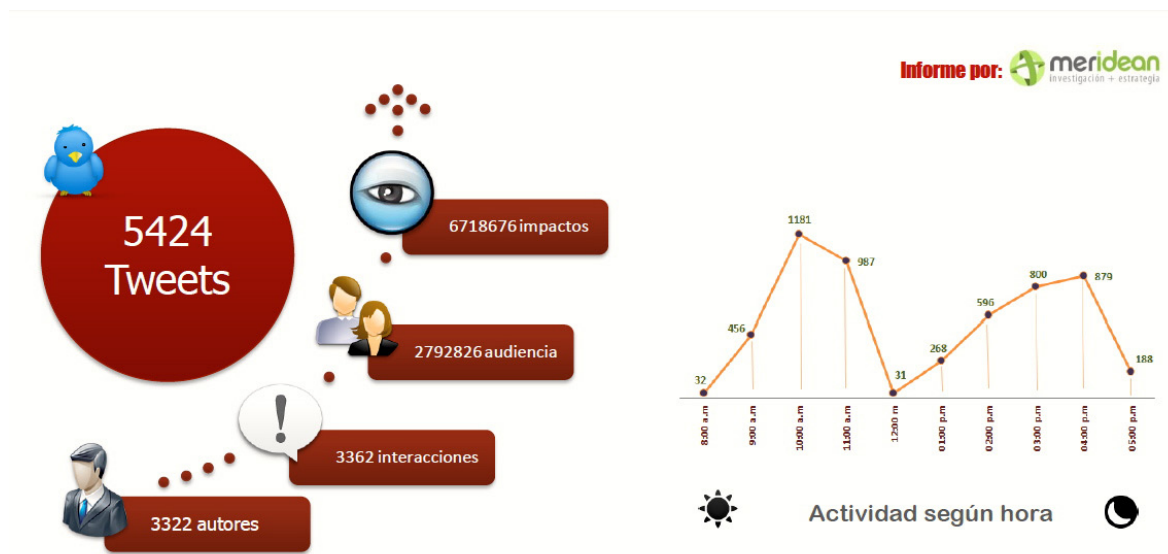 Informe por:
meridean
investigación + estrategia
5424
Tweets
6718676 impactos
2792826 audiencia
3362 interacciones
3322 autores
32
456
1181
987
31
268
596
800
879
188
8:00 a.m
9:00 a.m
10:00 a.m
11:00 a.m
12:00 m
01:00 p.m
02:00 p.m
03:00 p.m
04:00 p.m
05:00 p.m
Actividad según hora